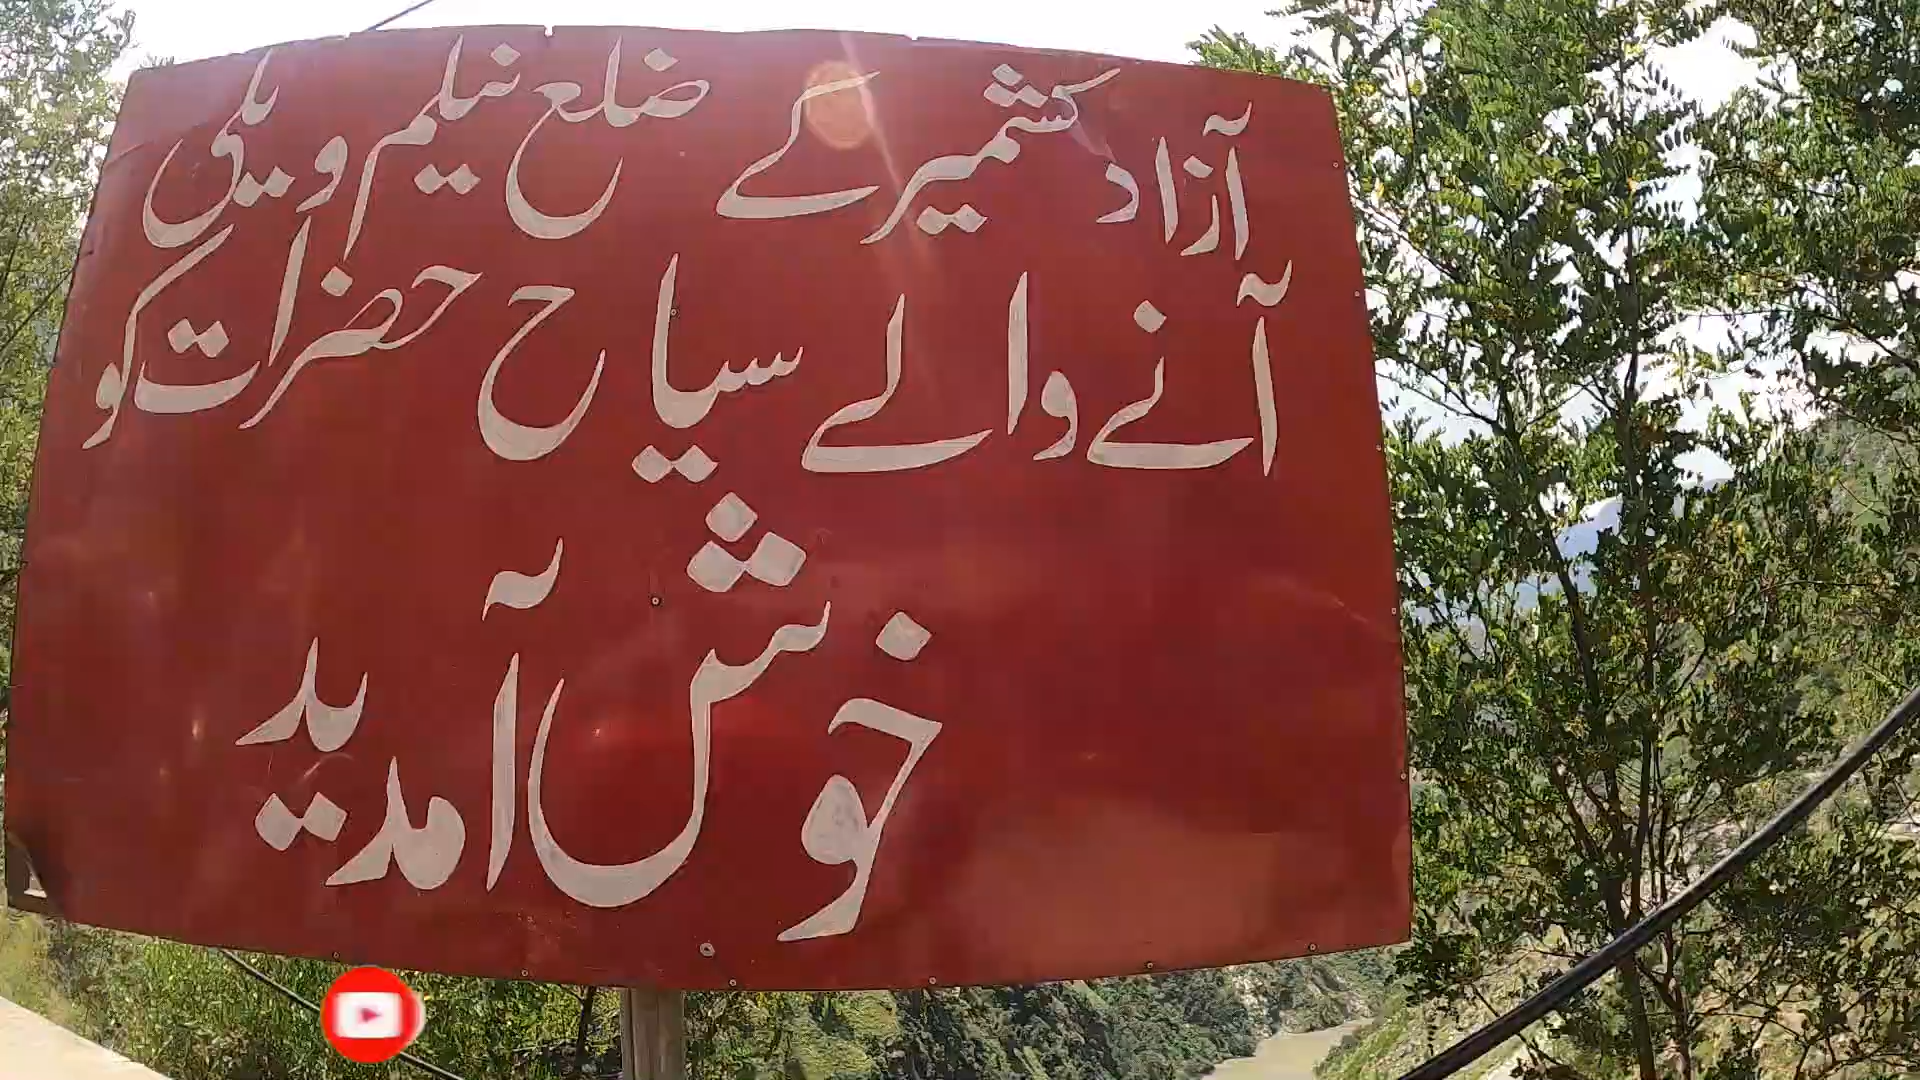 آزاد کشمیر کے ضلع نیلم ویلی
آنے والے سیاح حضرات کو
خوش آمدید